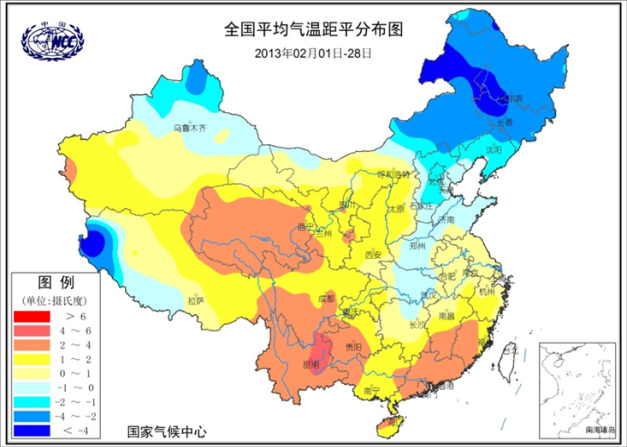 全国平均气温距平分布图
2013年02月01日-28日
中国
NCC
乌鲁木齐
哈尔滨
长春
沈阳
呼和浩特
北京
天津
石家庄
太原
银川
济南
西宁
兰州
郑州
西安
合肥
南京
上海
拉萨
成都
武汉
杭州
重庆
南昌
长沙
贵阳
福州
台北
昆明
南宁
广州
香港
澳门
海口
图 例
(单位:摄氏度)
> 6
4 ~ 6
2 ~ 4
1 ~ 2
0 ~ 1
-1 ~ 0
-2 ~ -1
-4 ~ -2
< -4
国家气候中心
南海诸岛